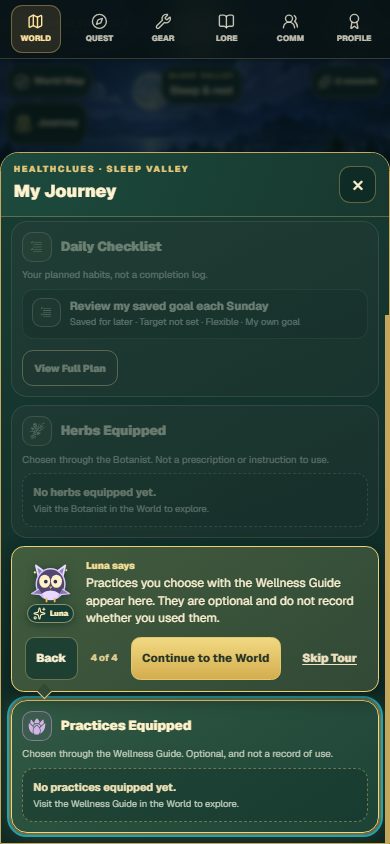 WORLD
QUEST
GEAR
LORE
COMM
PROFILE
World Map
Sleep & rest
Journey
HEALTHCLUES · SLEEP VALLEY
My Journey
Daily Checklist
Your planned habits, not a completion log.
Review my saved goal each Sunday
Saved for later · Target not set · Flexible · My own goal
View Full Plan
Herbs Equipped
Chosen through the Botanist. Not a prescription or instruction to use.
No herbs equipped yet.
Visit the Botanist in the World to explore.
Luna says
Practices you choose with the Wellness Guide
appear here. They are optional and do not record
whether you used them.
Luna
Back
4 of 4
Continue to the World
Skip Tour
Practices Equipped
Chosen through the Wellness Guide. Optional, and not a record of use.
No practices equipped yet.
Visit the Wellness Guide in the World to explore.